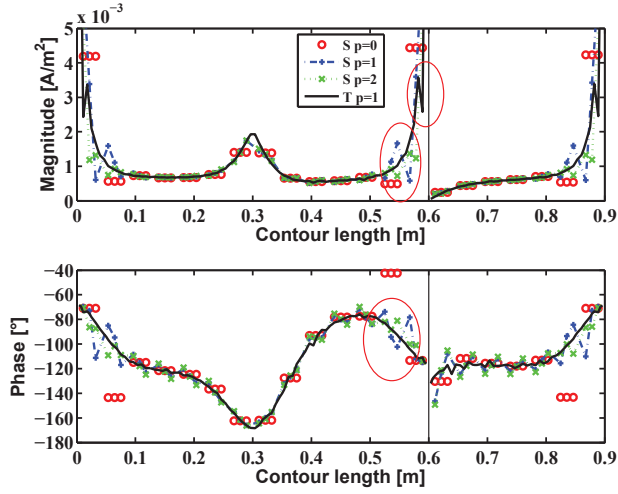 x 10⁻³
5
4
3
2
1
0
Magnitude [A/m²]
S p=0
S p=1
S p=2
T p=1
0 0.1 0.2 0.3 0.4 0.5 0.6 0.7 0.8 0.9
Contour length [m]
−40
−60
−80
−100
−120
−140
−160
−180
Phase [°]
0 0.1 0.2 0.3 0.4 0.5 0.6 0.7 0.8 0.9
Contour length [m]